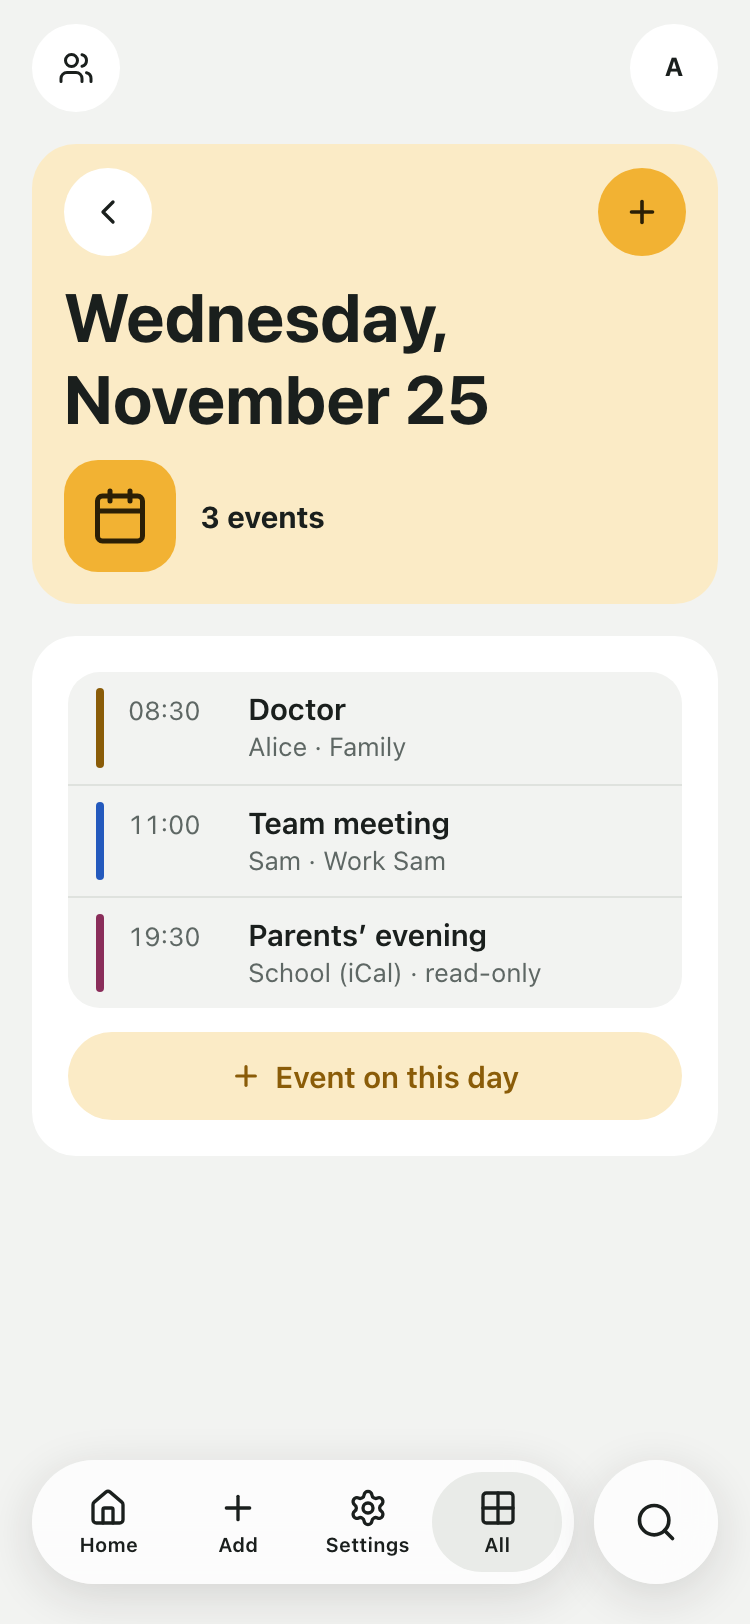 A
Wednesday,
November 25
3 events
08:30 Doctor
Alice · Family
11:00 Team meeting
Sam · Work Sam
19:30 Parents’ evening
School (iCal) · read-only
Event on this day
Home Add Settings All